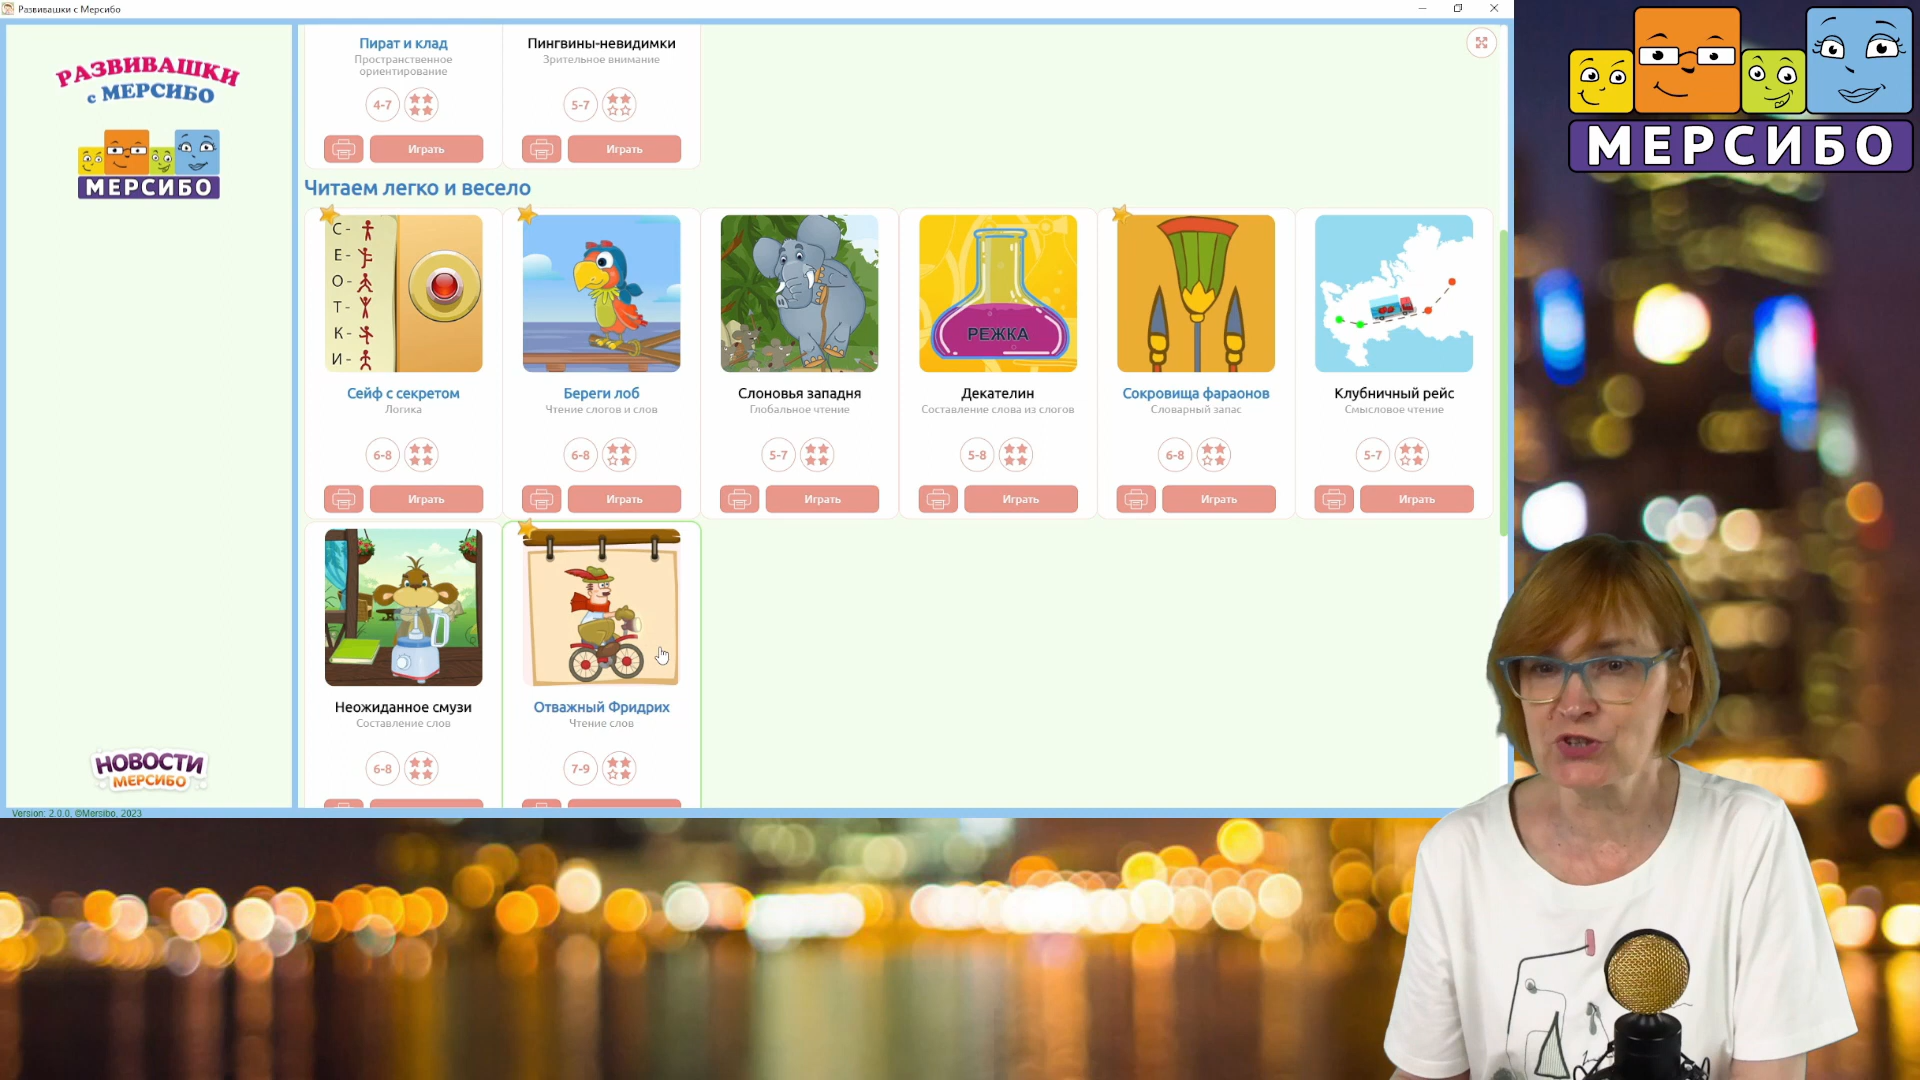 Развивашки с Мерсибо
РАЗВИВАШКИ
с МЕРСИБО
МЕРСИБО
НОВОСТИ
МЕРСИБО
Version: 2.0.0, ©Mersibo, 2023
Пират и клад
Пространственное
ориентирование
4-7
Играть
Пингвины-невидимки
Зрительное внимание
5-7
Играть
Читаем легко и весело
С -
Е -
О -
Т -
К -
И -
Сейф с секретом
Логика
6-8
Играть
Береги лоб
Чтение слогов и слов
6-8
Играть
Слоновья западня
Глобальное чтение
5-7
Играть
РЕЖКА
Декателин
Составление слова из слогов
5-8
Играть
Сокровища фараонов
Словарный запас
6-8
Играть
Клубничный рейс
Смысловое чтение
5-7
Играть
Неожиданное смузи
Составление слов
6-8
Отважный Фридрих
Чтение слов
7-9
МЕРСИБО